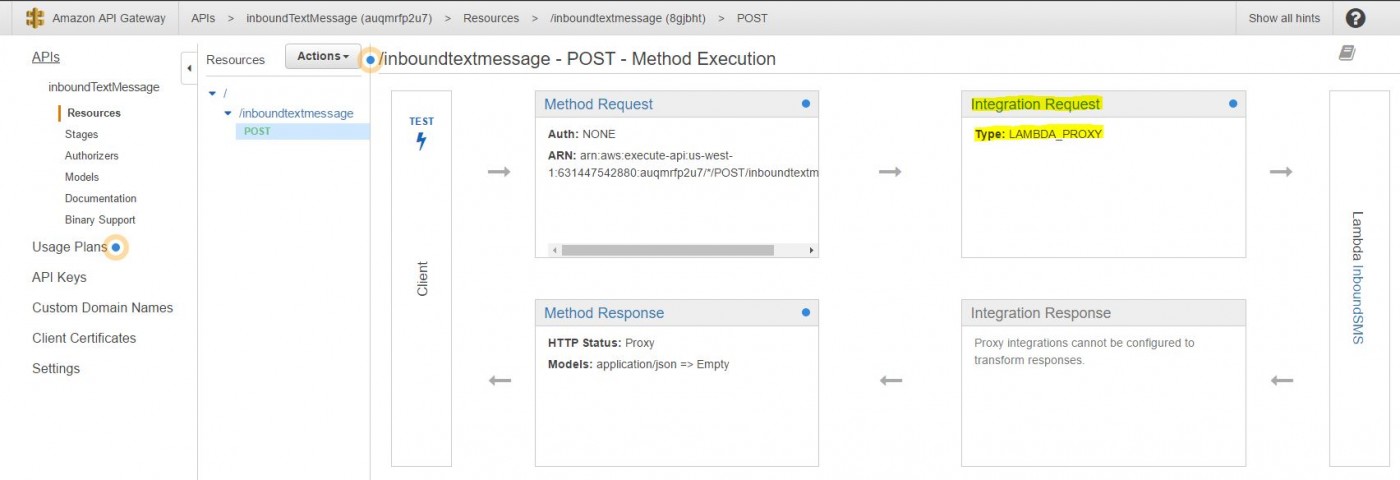 Amazon API Gateway APIs > inboundTextMessage (auqmrfp2u7) > Resources > /inboundtextmessage (8gjbht) > POST Show all hints ?
APIs
inboundTextMessage
Resources
Stages
Authorizers
Models
Documentation
Binary Support
Usage Plans
API Keys
Custom Domain Names
Client Certificates
Settings
Resources Actions
/
/inboundtextmessage
POST
/inboundtextmessage - POST - Method Execution
TEST
Client
Method Request
Auth: NONE
ARN: arn:aws:execute-api:us-west-
1:631447542880:auqmrfp2u7/*/POST/inboundtextm
Integration Request
Type: LAMBDA_PROXY
Method Response
HTTP Status: Proxy
Models: application/json => Empty
Integration Response
Proxy integrations cannot be configured to
transform responses.
Lambda InboundSMS